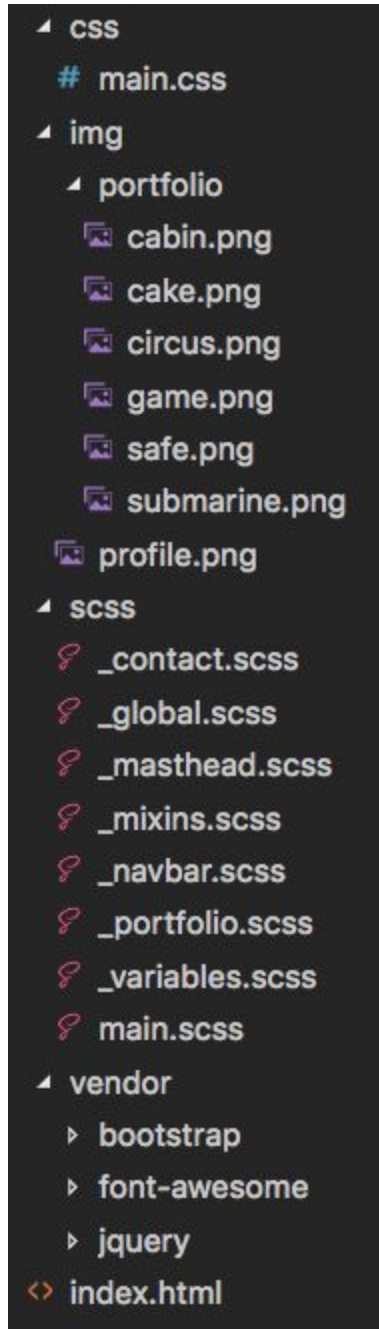 css
main.css
img
portfolio
cabin.png
cake.png
circus.png
game.png
safe.png
submarine.png
profile.png
scss
_contact.scss
_global.scss
_masthead.scss
_mixins.scss
_navbar.scss
_portfolio.scss
_variables.scss
main.scss
vendor
bootstrap
font-awesome
jquery
index.html